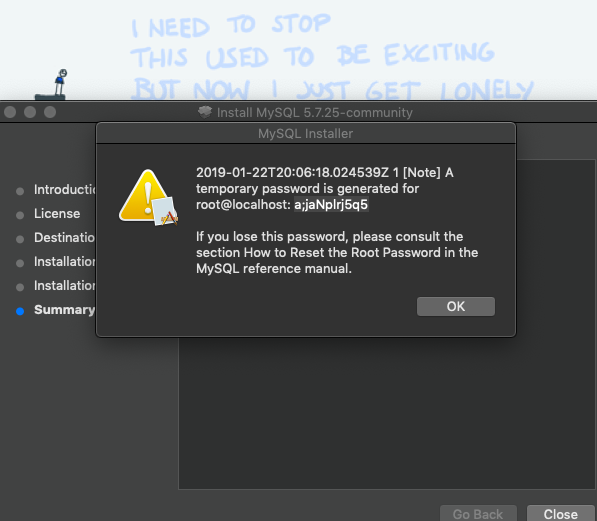 I NEED TO STOP
THIS USED TO BE EXCITING
BUT NOW I JUST GET LONELY
Install MySQL 5.7.25-community
MySQL Installer
2019-01-22T20:06:18.024539Z 1 [Note] A
temporary password is generated for
root@localhost: a;jaNplrj5q5
If you lose this password, please consult the
section How to Reset the Root Password in the
MySQL reference manual.
OK
Introductio
License
Destinatio
Installation
Installation
Summary
Go Back
Close